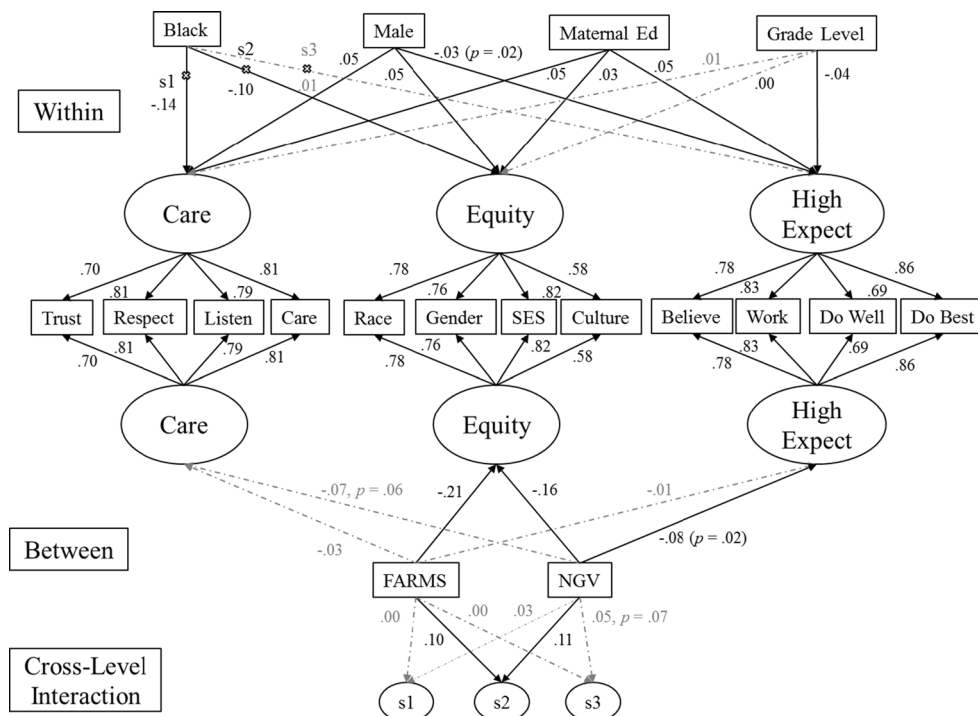 Black
Male
Maternal Ed
Grade Level
s1
s2
s3
-.14
-.10
.01
.05
.05
-.03 (p = .02)
.05
.03
.05
.01
.00
-.04
Within
Care
Equity
High
Expect
.70
.81
.79
.81
.78
.76
.82
.58
.78
.83
.69
.86
Trust
Respect
Listen
Care
Race
Gender
SES
Culture
Believe
Work
Do Well
Do Best
.70
.81
.79
.81
.78
.76
.82
.58
.78
.83
.69
.86
Care
Equity
High
Expect
-.07, p = .06
-.21
-.16
-.01
Between
-.03
-.08 (p = .02)
FARMS
NGV
.00
.10
.00
.03
.11
.05, p = .07
Cross-Level
Interaction
s1
s2
s3